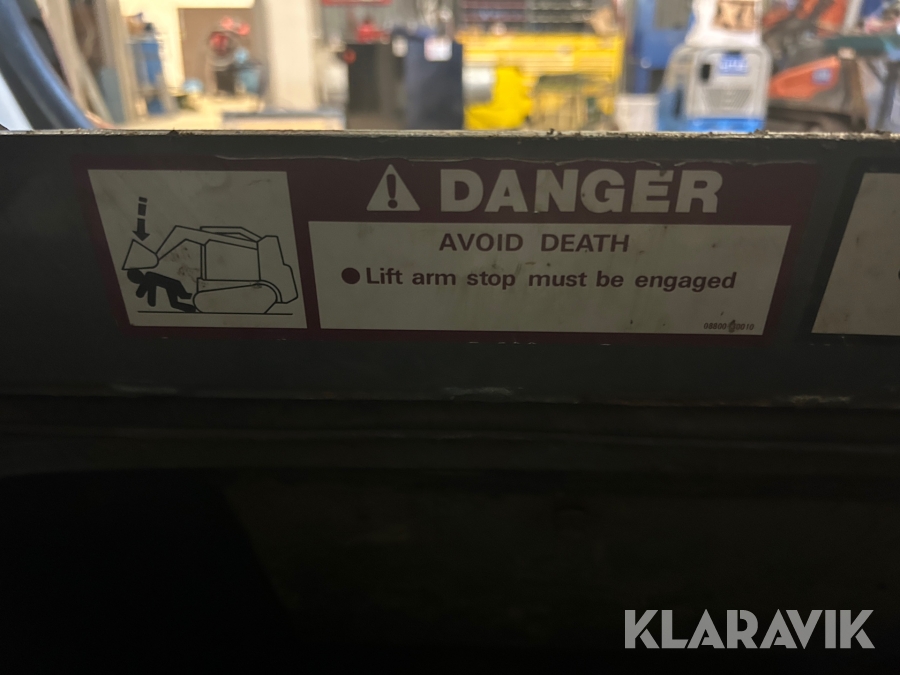 DANGER
AVOID DEATH
● Lift arm stop must be engaged
KLARAVIK